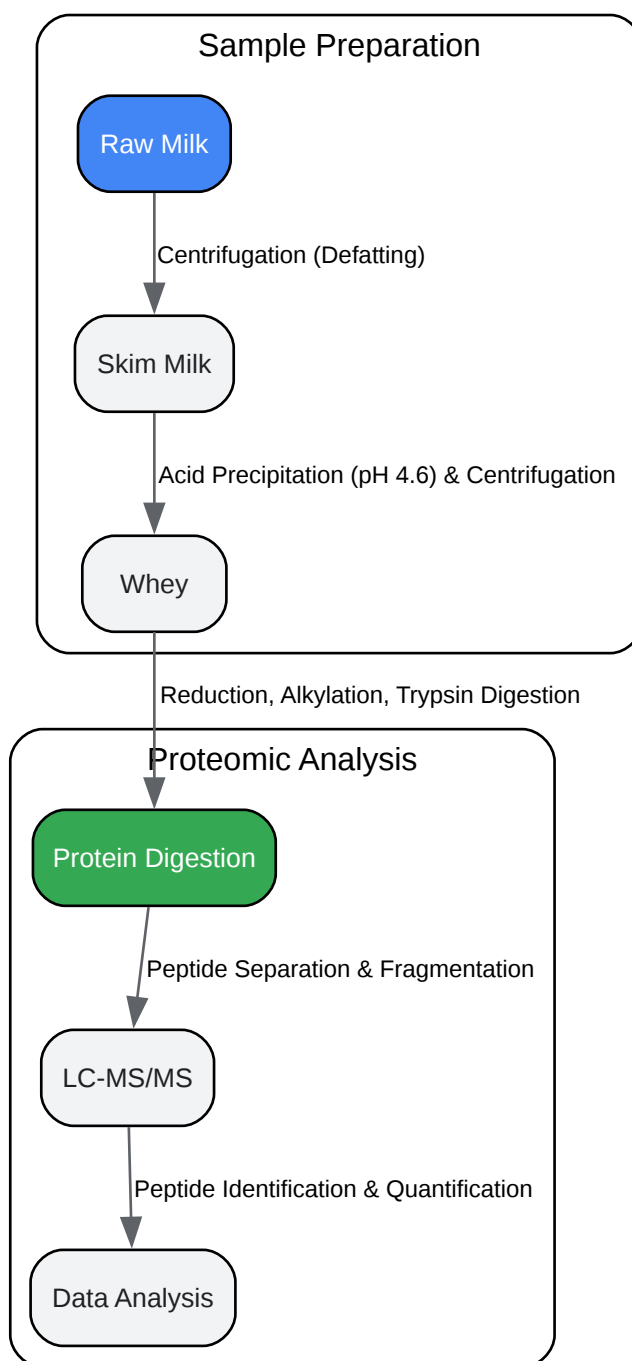 Sample Preparation
Raw Milk
Centrifugation (Defatting)
Skim Milk
Acid Precipitation (pH 4.6) & Centrifugation
Whey
Reduction, Alkylation, Trypsin Digestion
Proteomic Analysis
Protein Digestion
Peptide Separation & Fragmentation
LC-MS/MS
Peptide Identification & Quantification
Data Analysis